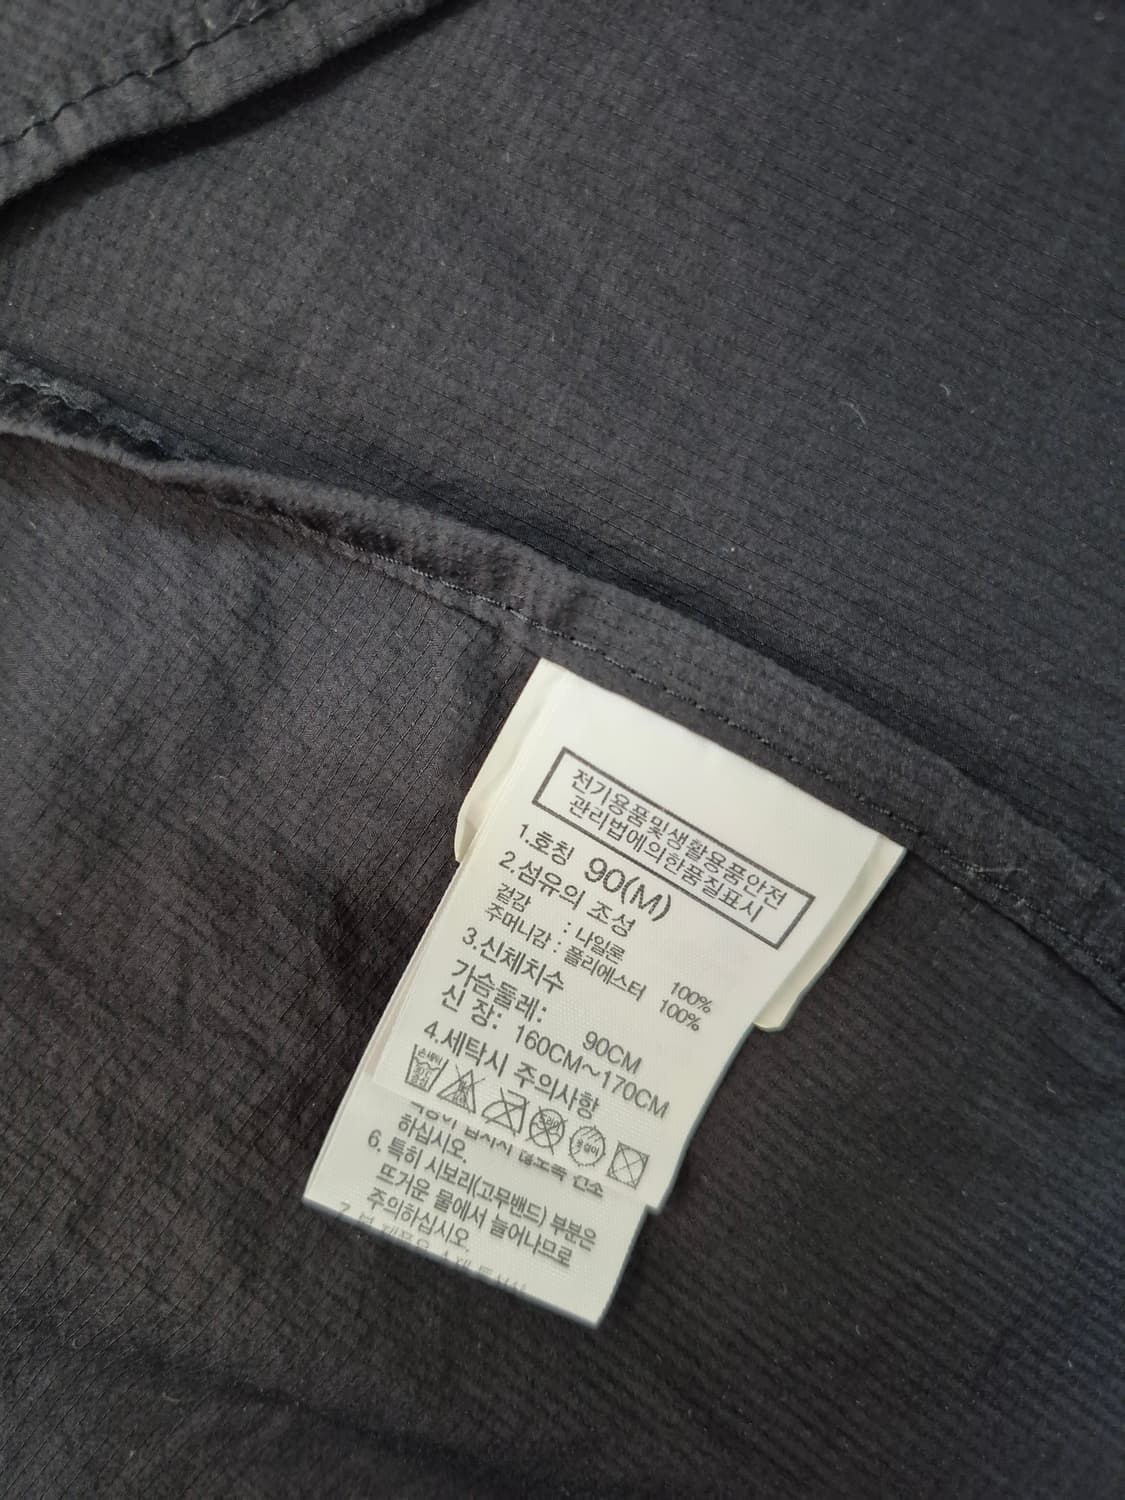 전기용품및생활용품안전
관리법에의한품질표시
1.호칭 90(M)
2.섬유의 조성
겉감 : 나일론 100%
주머니감 : 폴리에스터 100%
3.신체치수
가슴둘레: 90CM
신 장: 160CM~170CM
4.세탁시 주의사항
하십시오.
6. 특히 시보리(고무밴드) 부분은
뜨거운 물에서 늘어나므로
주의하십시오.